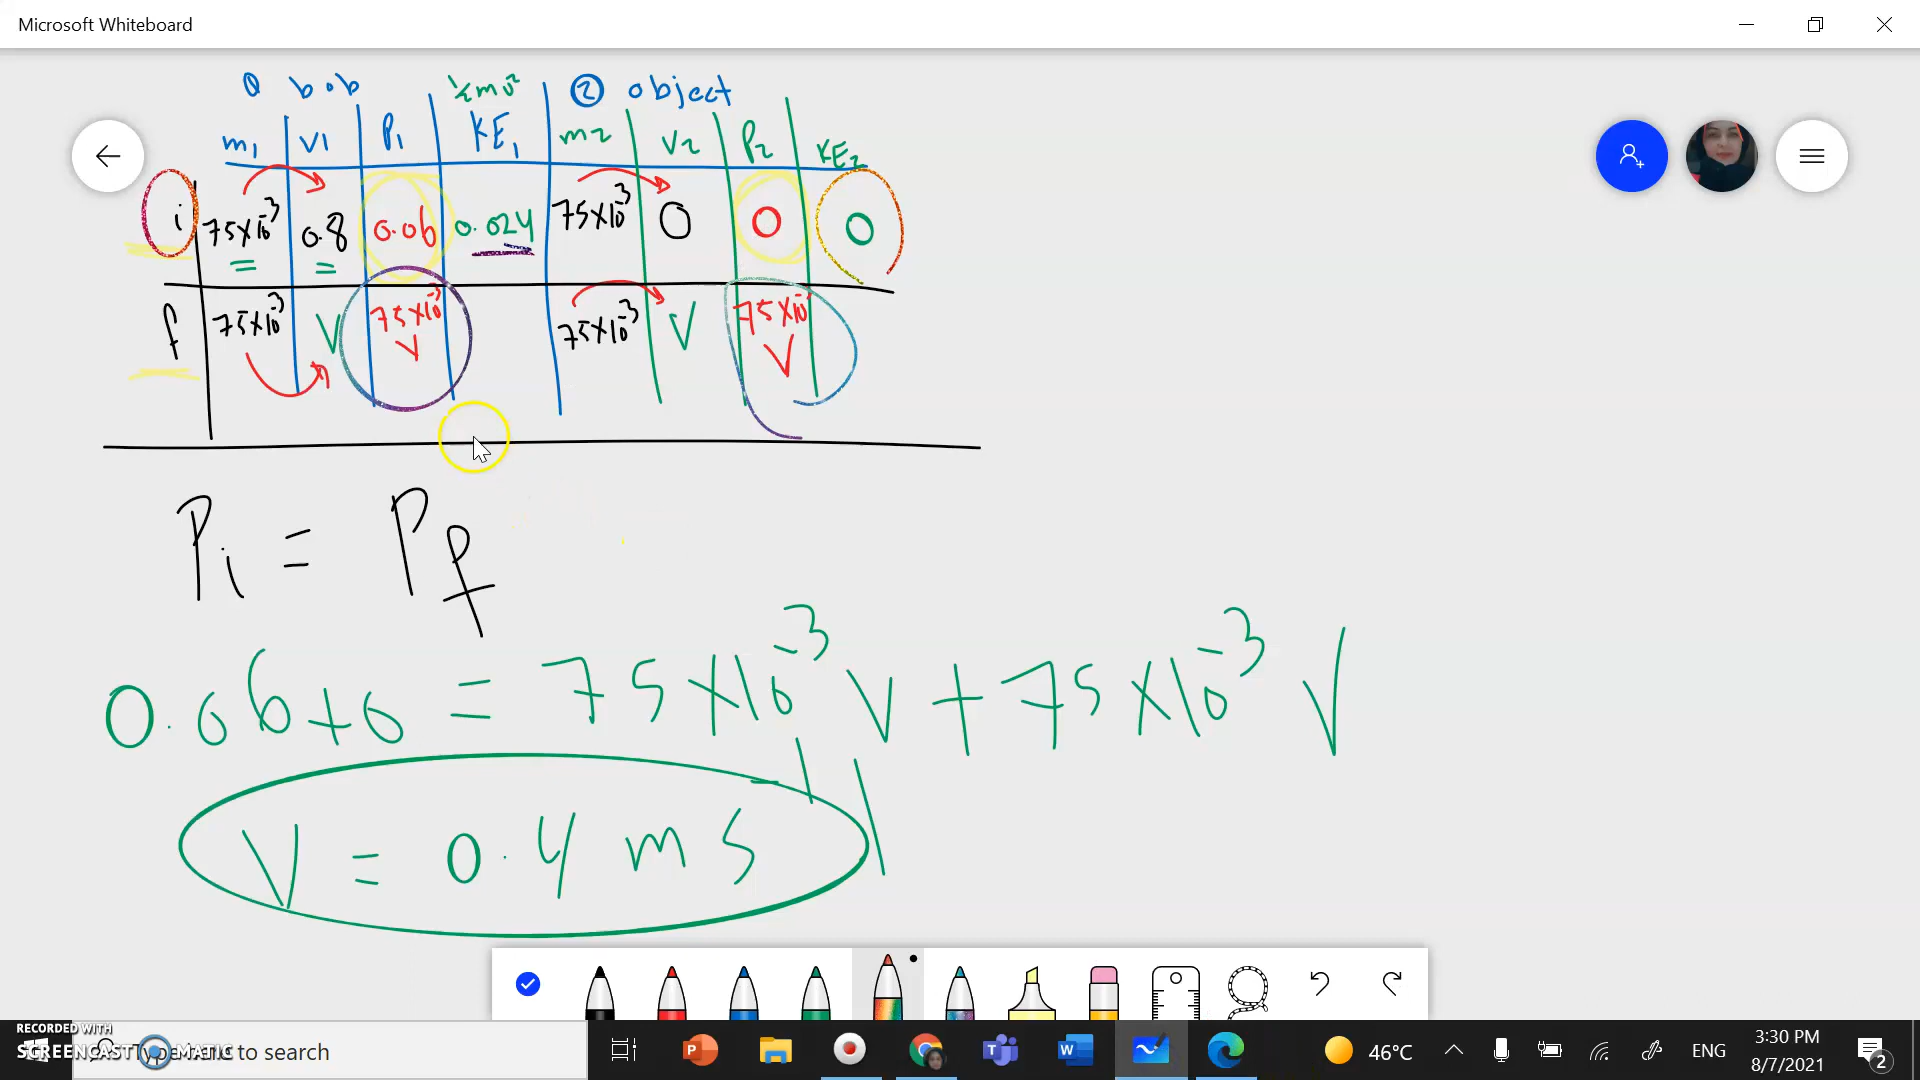 Microsoft Whiteboard
① bob ½mv² ② object
m₁ V1 P₁ KE₁ m2 V2 P2 KE2
i 75×10⁻³ 0.8 0.06 0.024 75×10⁻³ 0 0 0
f 75×10⁻³ V 75×10⁻³ V 75×10⁻³ V 75×10 V
Pi = Pf
0.06+0 = 75×10⁻³ V + 75×10⁻³ V
V = 0.4 m s⁻¹
RECORDED WITH
SCREENCAST MATIC
to search
46°C
ENG
3:30 PM
8/7/2021
2